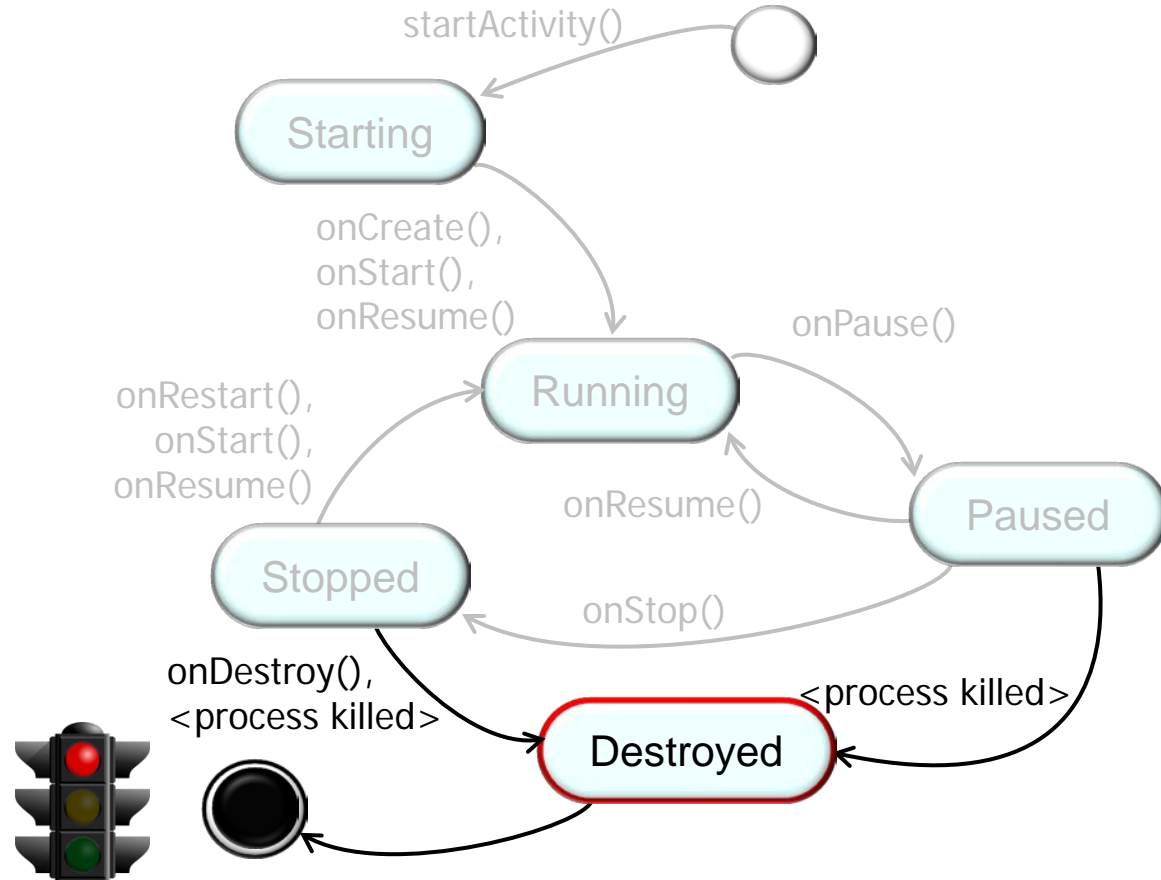 startActivity()
Starting
onCreate(),
onStart(),
onResume()
onPause()
Running
onRestart(),
onStart(),
onResume()
onResume()
Paused
Stopped
onStop()
onDestroy(),
<process killed>
<process killed>
Destroyed